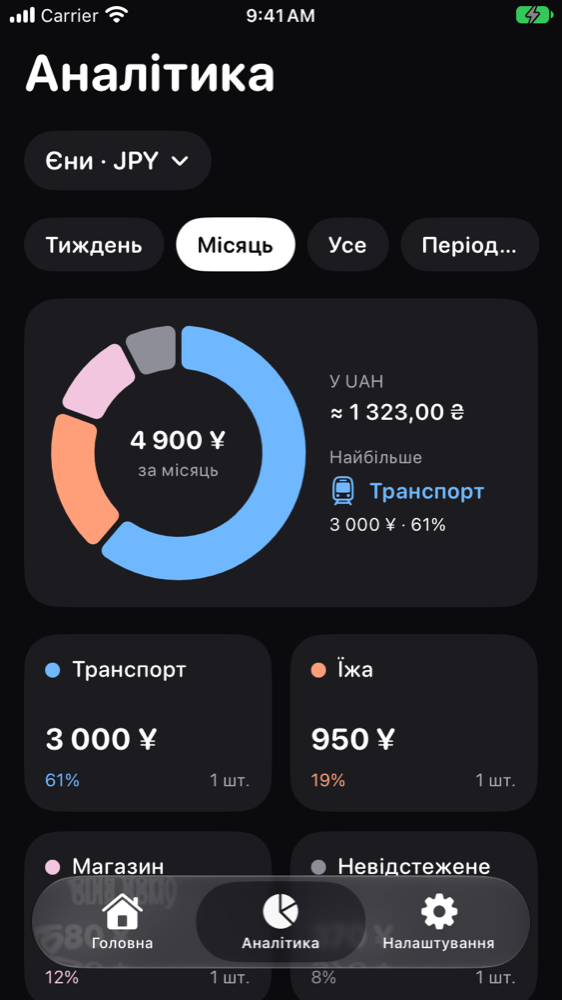 Carrier
9:41 AM
Аналітика
Єни · JPY
Тиждень
Місяць
Усе
Період...
4 900 ¥
за місяць
У UAH
≈ 1 323,00 ₴
Найбільше
Транспорт
3 000 ¥ · 61%
Транспорт
3 000 ¥
61%
1 шт.
Їжа
950 ¥
19%
1 шт.
Магазин
12%
1 шт.
Невідстежене
8%
1 шт.
Головна
Аналітика
Налаштування